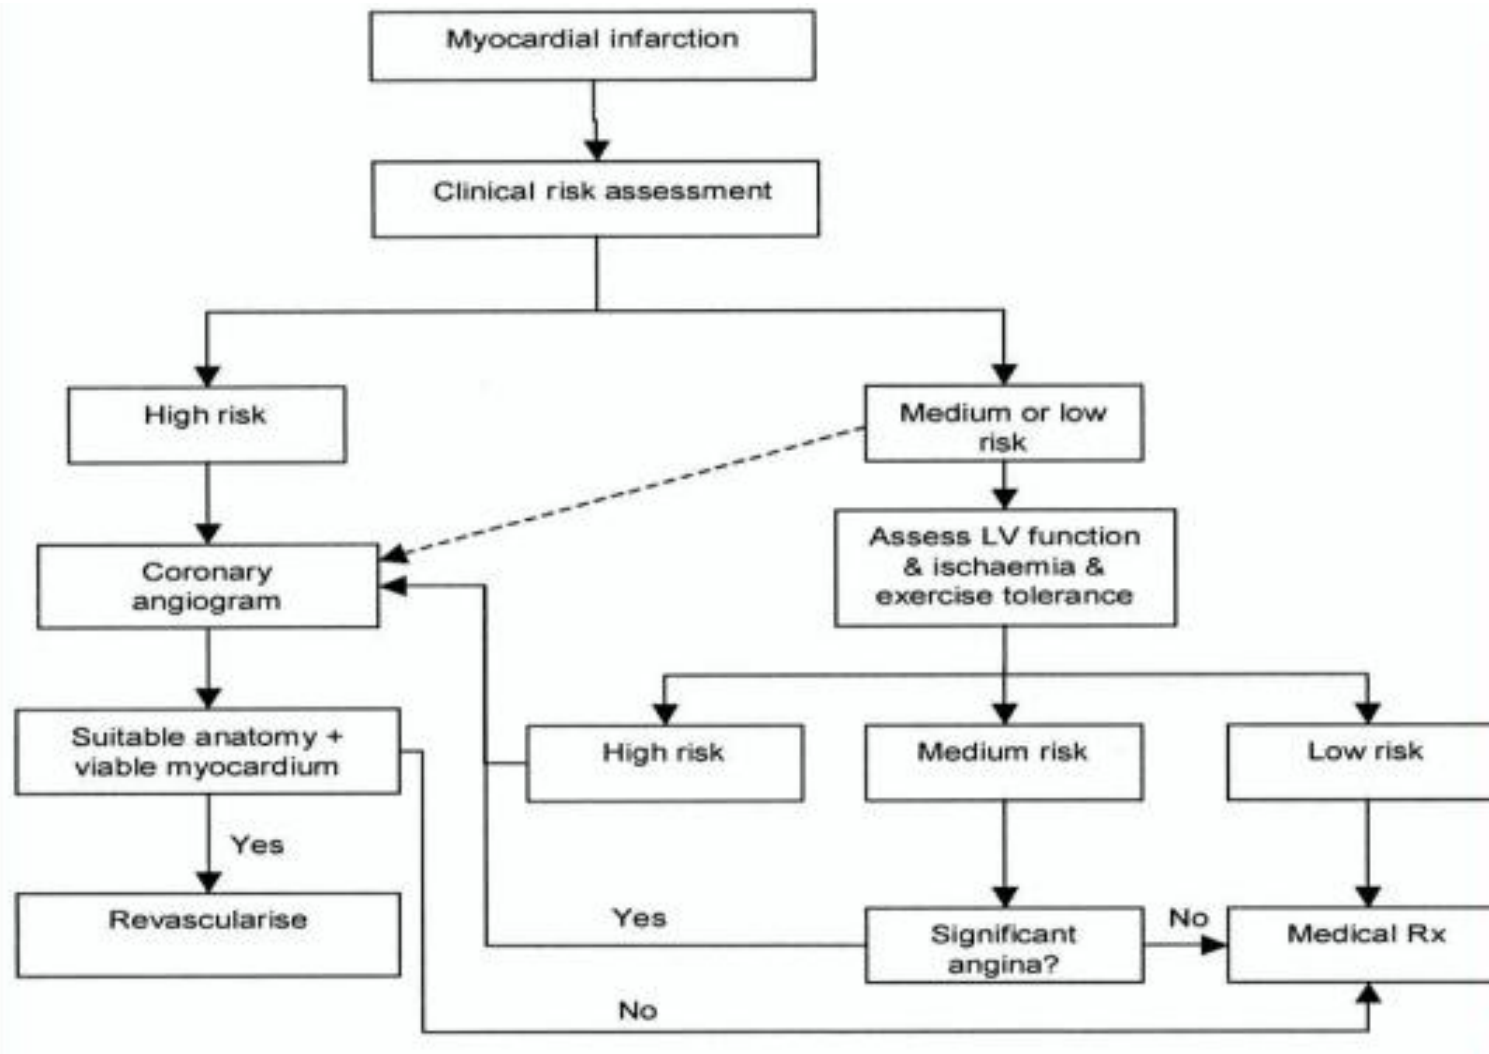 Myocardial infarction
Clinical risk assessment
High risk
Medium or low
risk
Coronary
angiogram
Assess LV function
& ischaemia &
exercise tolerance
Suitable anatomy +
viable myocardium
High risk
Medium risk
Low risk
Yes
Revascularise
Yes
Significant
angina?
No
Medical Rx
No